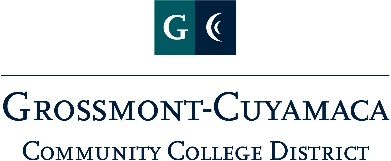 G
GROSSMONT-CUYAMACA
COMMUNITY COLLEGE DISTRICT